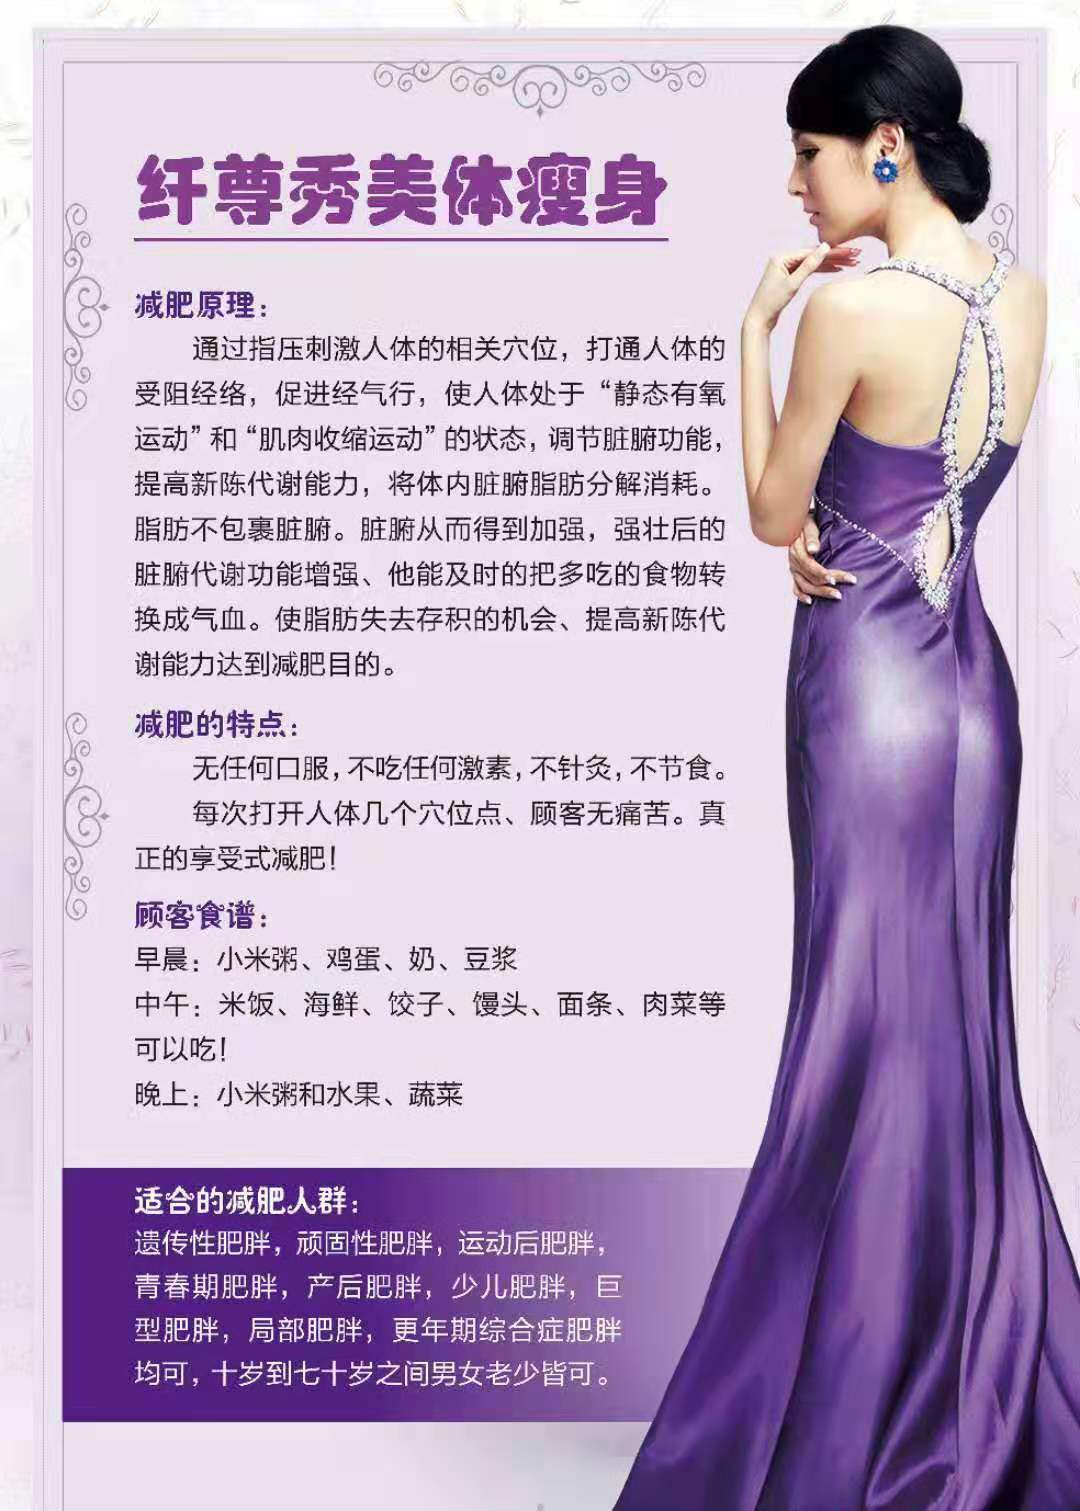 纤尊秀美体瘦身
减肥原理：
通过指压刺激人体的相关穴位，打通人体的
受阻经络，促进经气行，使人体处于“静态有氧
运动”和“肌肉收缩运动”的状态，调节脏腑功能，
提高新陈代谢能力，将体内脏腑脂肪分解消耗。
脂肪不包裹脏腑。脏腑从而得到加强，强壮后的
脏腑代谢功能增强、他能及时的把多吃的食物转
换成气血。使脂肪失去存积的机会、提高新陈代
谢能力达到减肥目的。
减肥的特点：
无任何口服，不吃任何激素，不针灸，不节食。
每次打开人体几个穴位点、顾客无痛苦。真
正的享受式减肥！
顾客食谱：
早晨：小米粥、鸡蛋、奶、豆浆
中午：米饭、海鲜、饺子、馒头、面条、肉菜等
可以吃！
晚上：小米粥和水果、蔬菜
适合的减肥人群：
遗传性肥胖，顽固性肥胖，运动后肥胖，
青春期肥胖，产后肥胖，少儿肥胖，巨
型肥胖，局部肥胖，更年期综合症肥胖
均可，十岁到七十岁之间男女老少皆可。